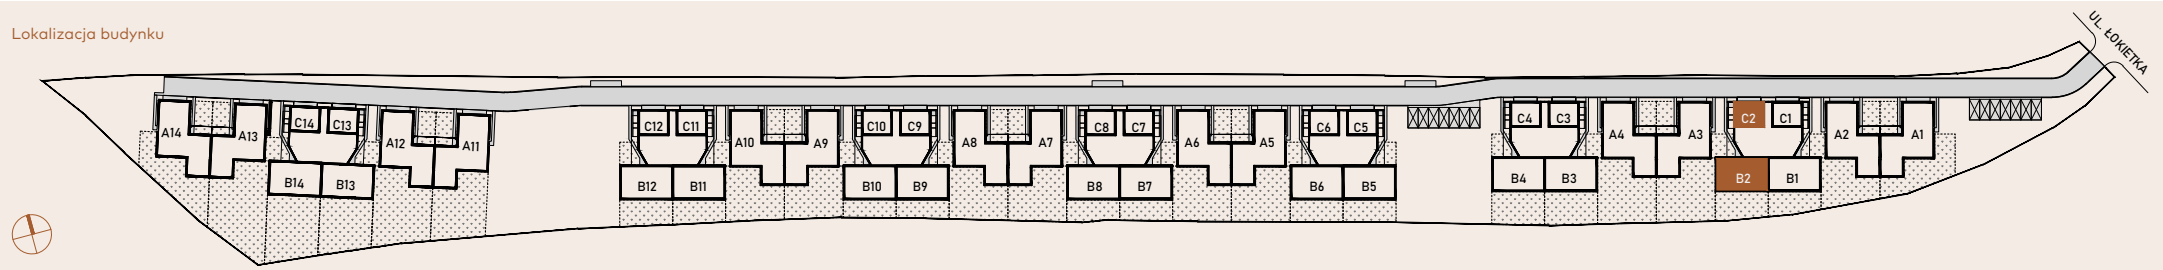 Lokalizacja budynku
UL. ŁOKIETKA
A14
A13
C14
C13
B14
B13
A12
A11
C12
C11
B12
B11
A10
A9
C10
C9
B10
B9
A8
A7
C8
C7
B8
B7
A6
A5
C6
C5
B6
B5
C4
C3
B4
B3
A4
A3
C2
C1
B2
B1
A2
A1